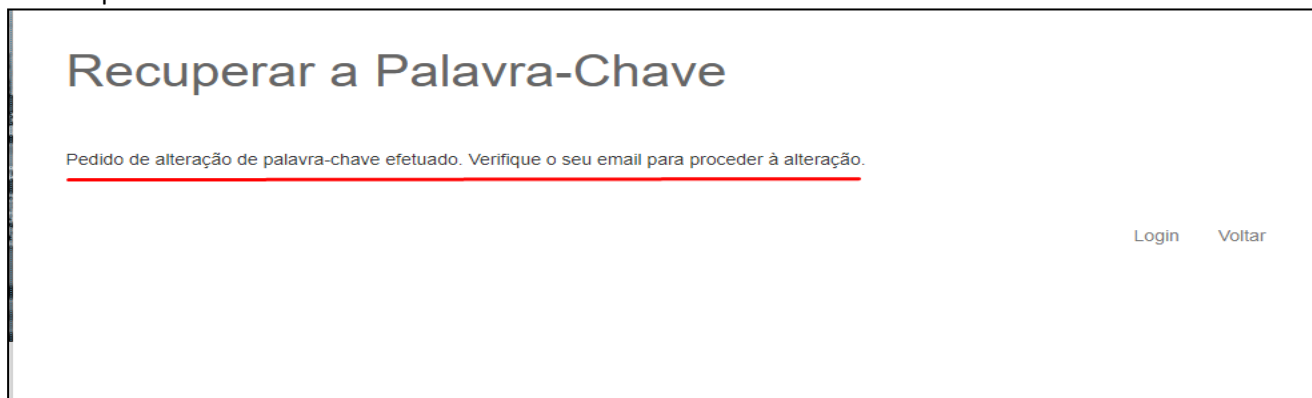 Recuperar a Palavra-Chave
Pedido de alteração de palavra-chave efetuado. Verifique o seu email para proceder à alteração.
Login Voltar